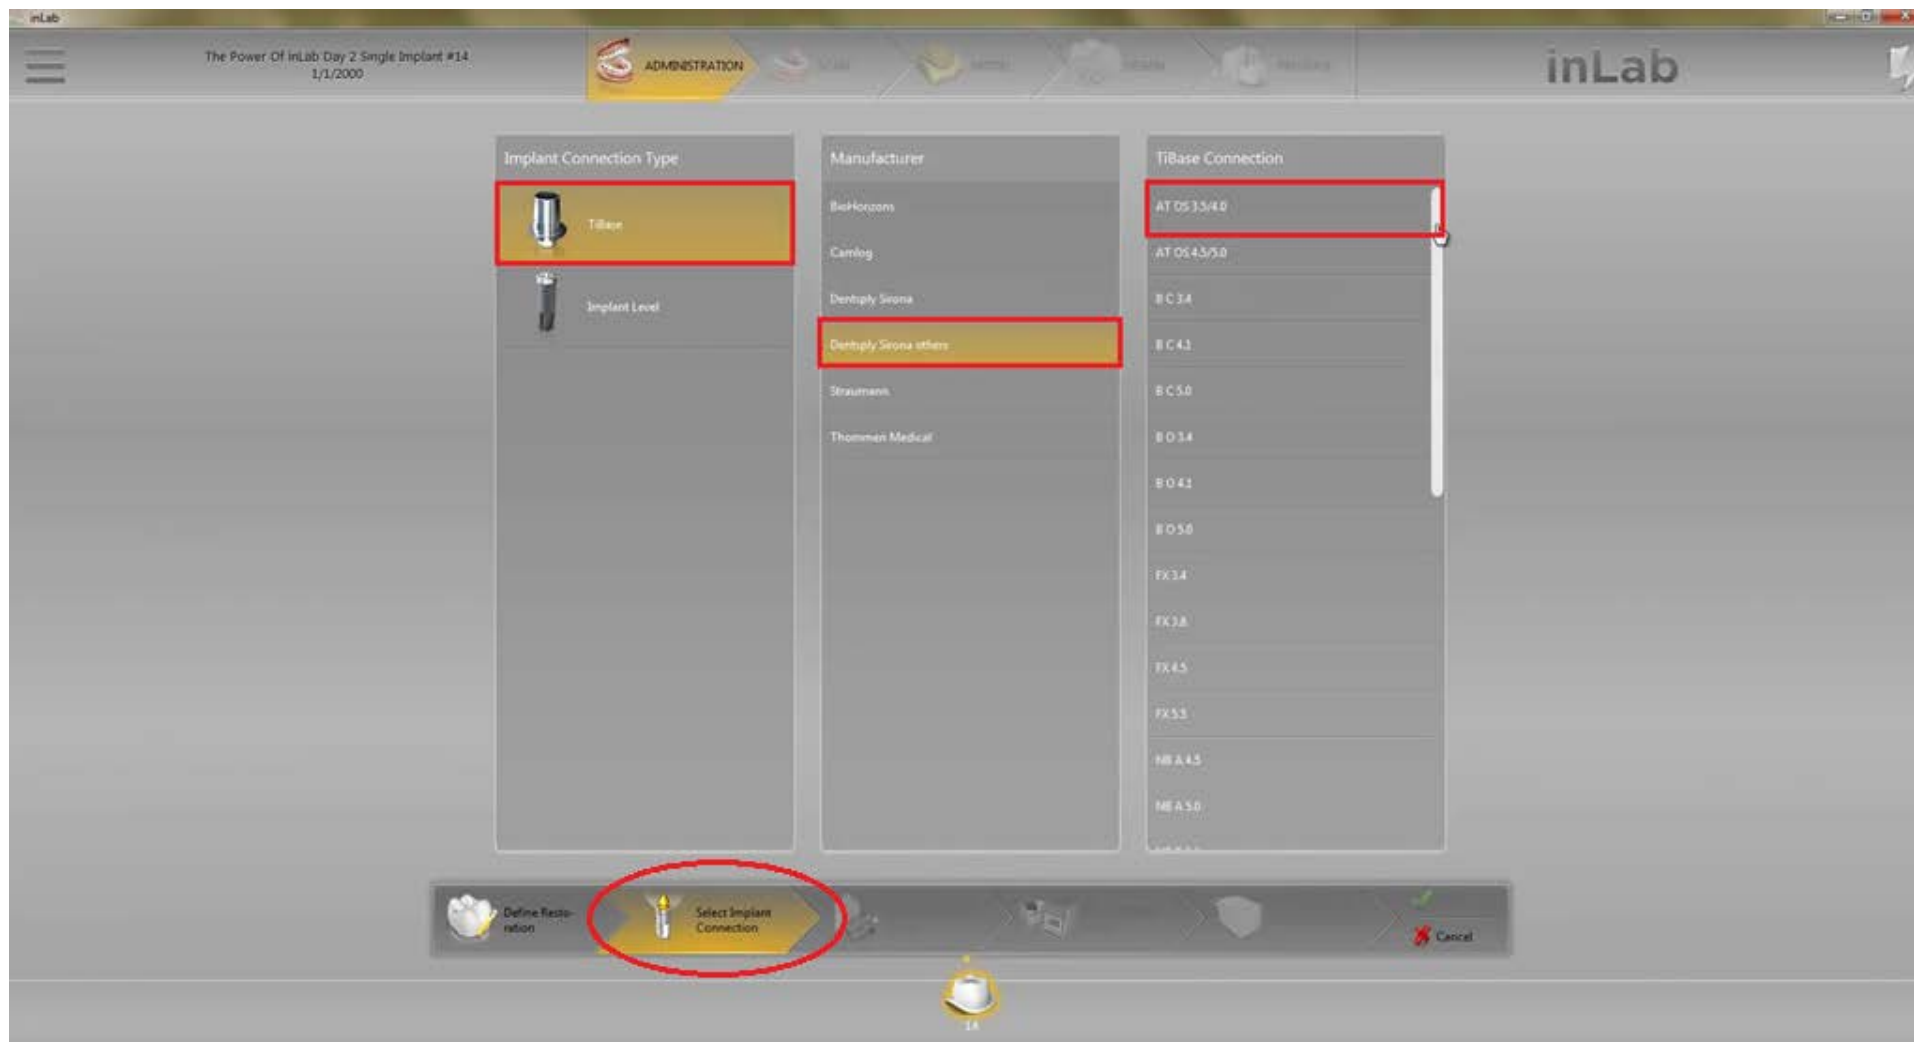 inLab
The Power Of inLab Day 2 Single Implant #14
1/1/2000
ADMINISTRATION
SCAN
MODEL
DESIGN
inLab
Implant Connection Type
Manufacturer
TiBase Connection
TiBase
Implant Level
BioHorizons
Camlog
Dentsply Sirona
Dentsply Sirona others
Straumann
Thommen Medical
AT OS 3.5/4.0
AT OS 4.5/5.0
B C 3.4
B C 4.1
B C 5.0
B O 3.4
B O 4.1
B O 5.0
FX 3.4
FX 3.8
FX 4.5
FX 5.5
NB A 4.5
NB A 5.0
Define Resto-
ration
Select Implant
Connection
Cancel
14